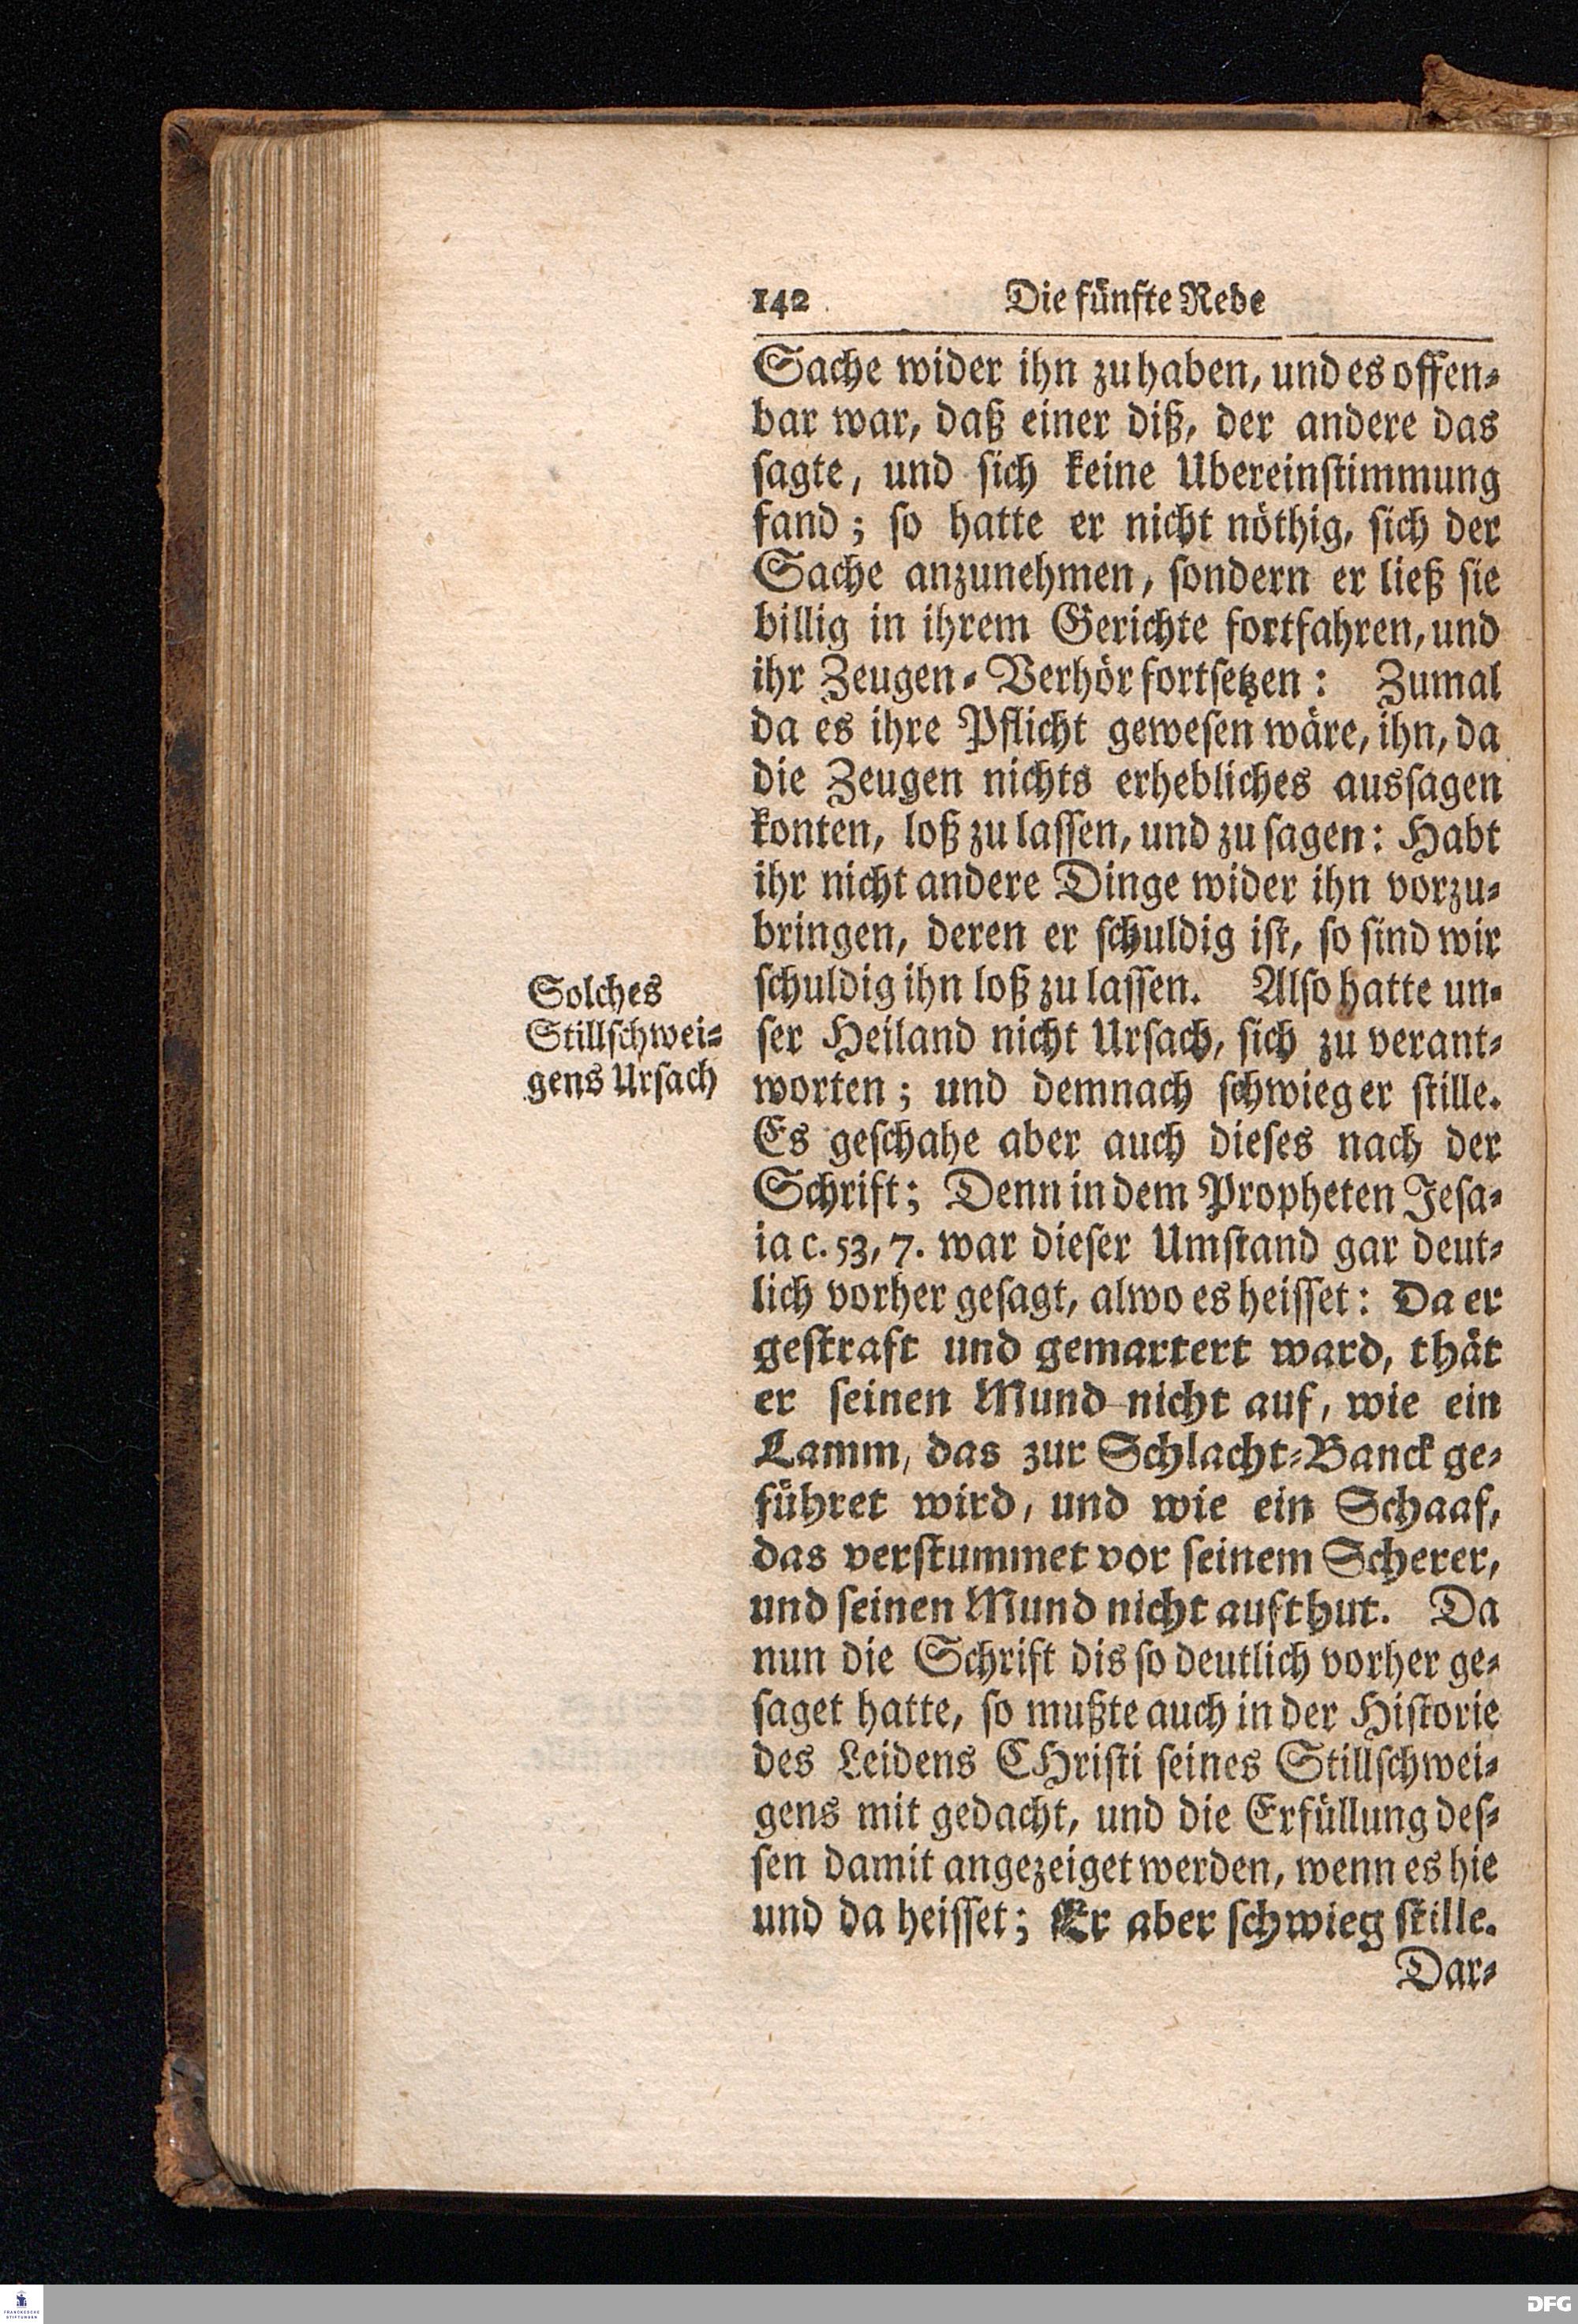 142 Die fünfte Rede
Sache wider ihn zu haben, und es offen-
bar war, daß einer diß, der andere das
sagte, und sich keine Ubereinstimmung
fand; so hatte er nicht nöthig, sich der
Sache anzunehmen, sondern er ließ sie
billig in ihrem Gerichte fortfahren, und
ihr Zeugen-Verhör fortsetzen: Zumal
da es ihre Pflicht gewesen wäre, ihn, da
die Zeugen nichts erhebliches aussagen
konten, loß zu lassen, und zu sagen: Habt
ihr nicht andere Dinge wider ihn vorzu-
bringen, deren er schuldig ist, so sind wir
schuldig ihn loß zu lassen. Also hatte un-
ser Heiland nicht Ursach, sich zu verant-
worten; und demnach schwieg er stille.
Es geschahe aber auch dieses nach der
Schrift; Denn in dem Propheten Jesa-
ia c. 53, 7. war dieser Umstand gar deut-
lich vorher gesagt, alwo es heisset: Da er
gestraft und gemartert ward, thät
er seinen Mund nicht auf, wie ein
Lamm, das zur Schlacht-Banck ge-
führet wird, und wie ein Schaaf,
das verstummet vor seinem Scherer,
und seinen Mund nicht aufthut. Da
nun die Schrift dis so deutlich vorher ge-
saget hatte, so mußte auch in der Historie
des Leidens CHristi seines Stillschwei-
gens mit gedacht, und die Erfüllung des-
sen damit angezeiget werden, wenn es hie
und da heisset; Er aber schwieg stille.
Dar-
Solches
Stillschwei-
gens Ursach
FRANCKESCHE
STIFTUNGEN
DFG